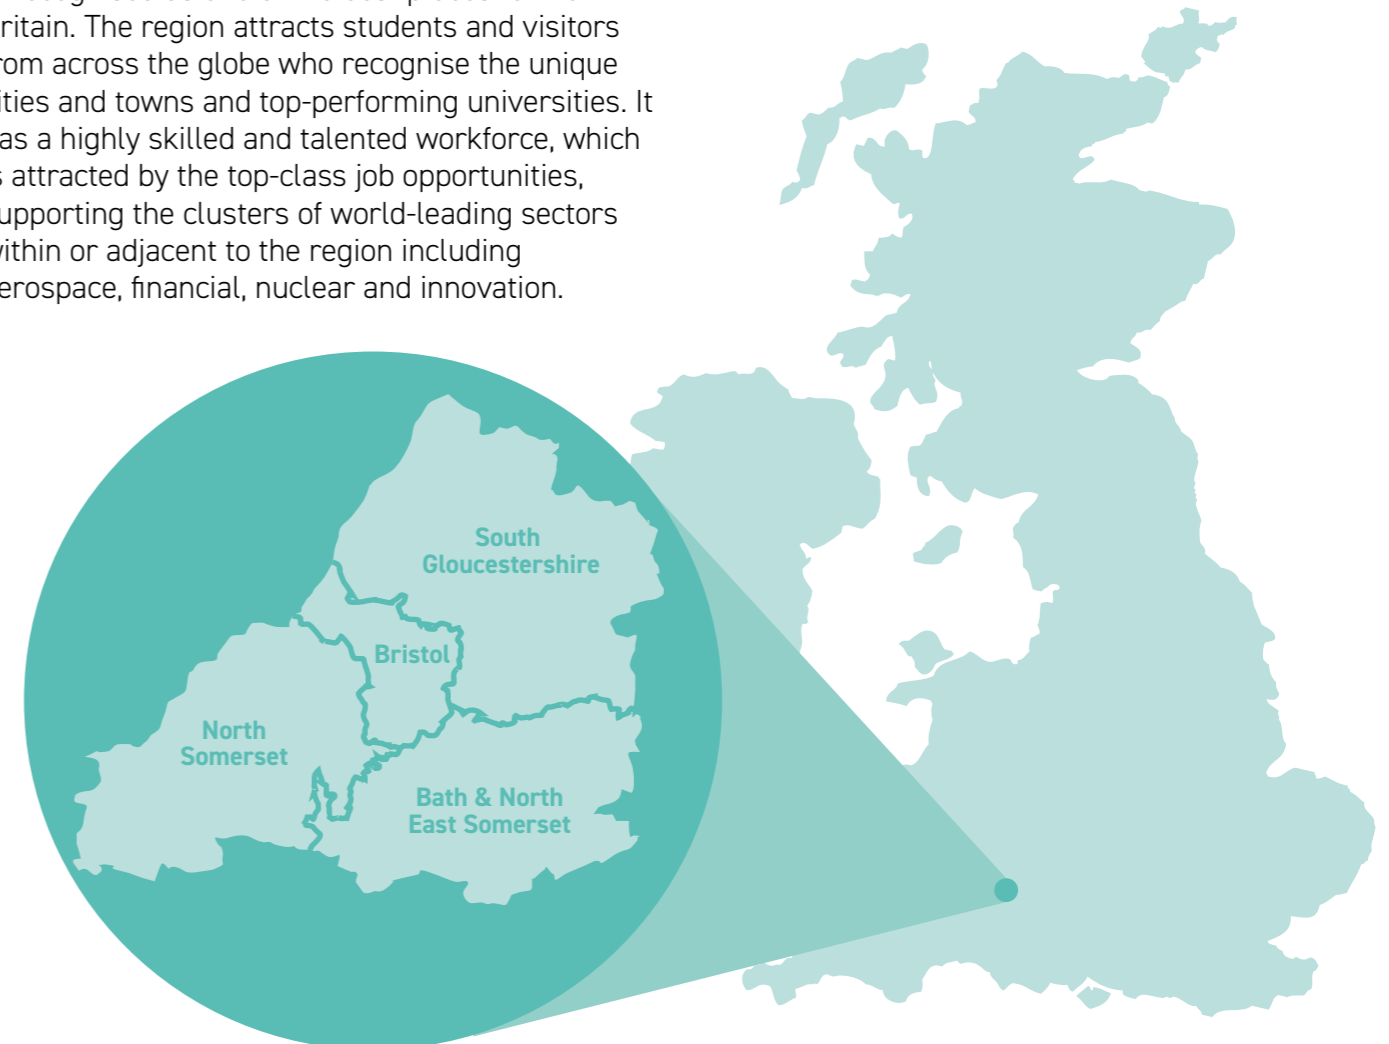 ritain. The region attracts students and visitors
rom across the globe who recognise the unique
ities and towns and top-performing universities. It
as a highly skilled and talented workforce, which
s attracted by the top-class job opportunities,
upporting the clusters of world-leading sectors
within or adjacent to the region including
erospace, financial, nuclear and innovation.
South
Gloucestershire
Bristol
North
Somerset
Bath & North
East Somerset